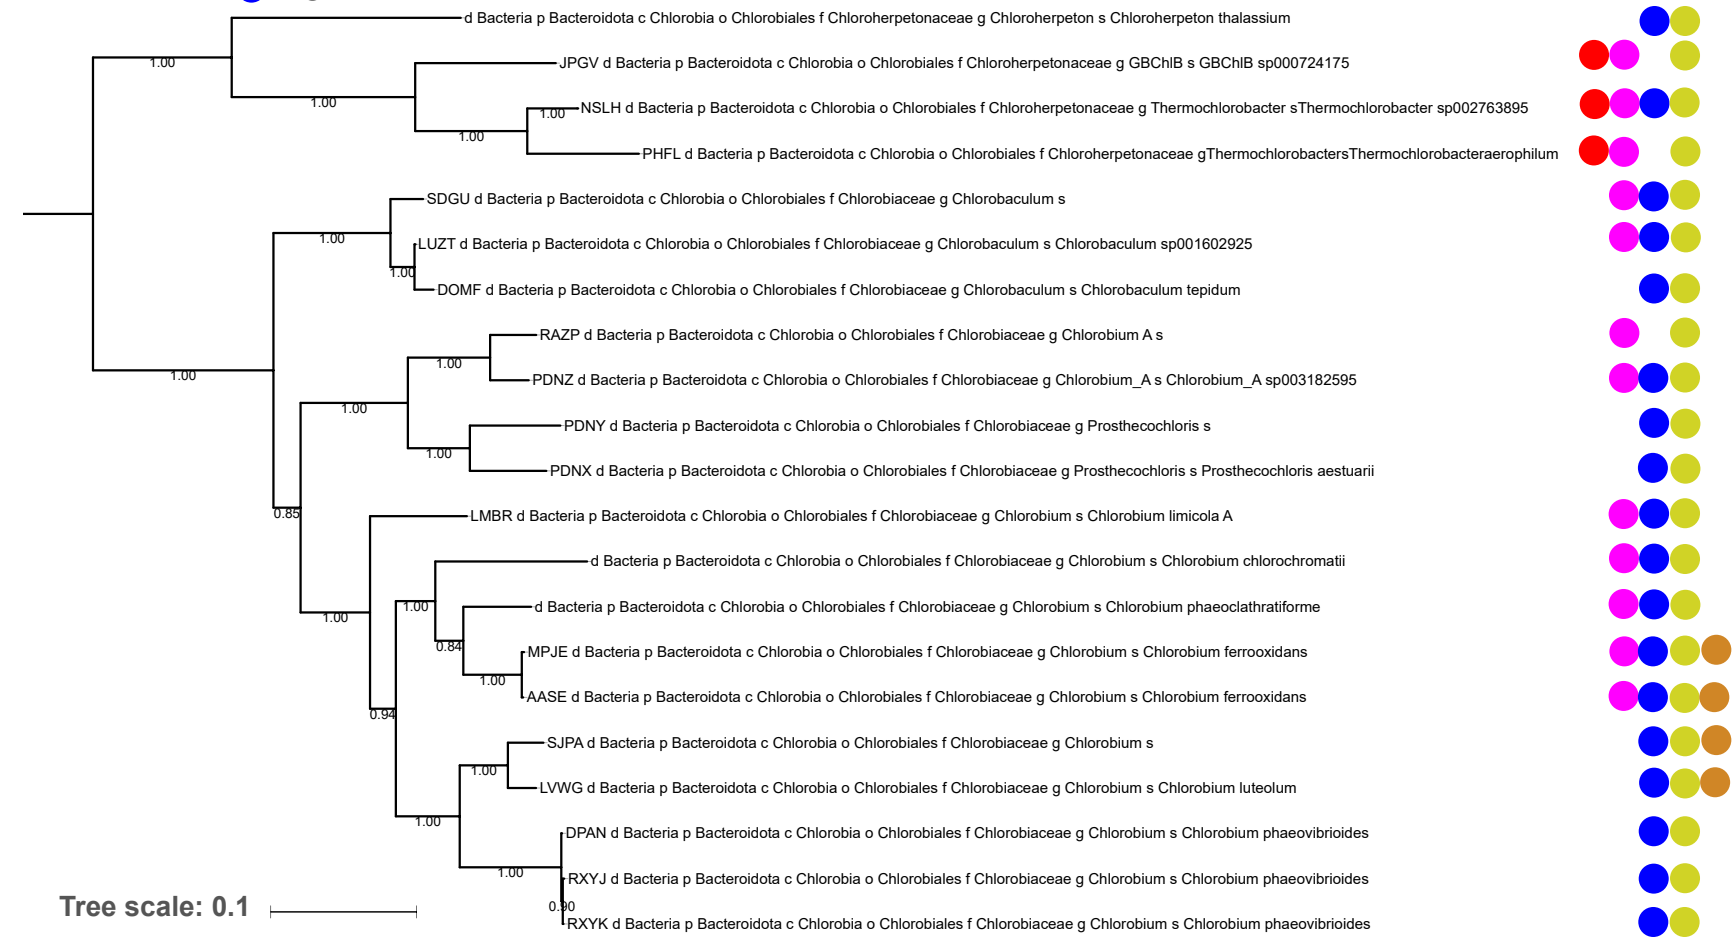 d Bacteria p Bacteroidota c Chlorobia o Chlorobiales f Chloroherpetonaceae g Chloroherpeton s Chloroherpeton thalassium
1.00
JPGV d Bacteria p Bacteroidota c Chlorobia o Chlorobiales f Chloroherpetonaceae g GBChlB s GBChlB sp000724175
1.00
1.00
NSLH d Bacteria p Bacteroidota c Chlorobia o Chlorobiales f Chloroherpetonaceae g Thermochlorobacter sThermochlorobacter sp002763895
1.00
PHFL d Bacteria p Bacteroidota c Chlorobia o Chlorobiales f Chloroherpetonaceae gThermochlorobactersThermochlorobacteraerophilum
SDGU d Bacteria p Bacteroidota c Chlorobia o Chlorobiales f Chlorobiaceae g Chlorobaculum s
1.00
LUZT d Bacteria p Bacteroidota c Chlorobia o Chlorobiales f Chlorobiaceae g Chlorobaculum s Chlorobaculum sp001602925
1.00
DOMF d Bacteria p Bacteroidota c Chlorobia o Chlorobiales f Chlorobiaceae g Chlorobaculum s Chlorobaculum tepidum
RAZP d Bacteria p Bacteroidota c Chlorobia o Chlorobiales f Chlorobiaceae g Chlorobium A s
1.00
1.00
PDNZ d Bacteria p Bacteroidota c Chlorobia o Chlorobiales f Chlorobiaceae g Chlorobium_A s Chlorobium_A sp003182595
1.00
PDNY d Bacteria p Bacteroidota c Chlorobia o Chlorobiales f Chlorobiaceae g Prosthecochloris s
1.00
PDNX d Bacteria p Bacteroidota c Chlorobia o Chlorobiales f Chlorobiaceae g Prosthecochloris s Prosthecochloris aestuarii
0.85
LMBR d Bacteria p Bacteroidota c Chlorobia o Chlorobiales f Chlorobiaceae g Chlorobium s Chlorobium limicola A
d Bacteria p Bacteroidota c Chlorobia o Chlorobiales f Chlorobiaceae g Chlorobium s Chlorobium chlorochromatii
1.00
d Bacteria p Bacteroidota c Chlorobia o Chlorobiales f Chlorobiaceae g Chlorobium s Chlorobium phaeoclathratiforme
1.00
0.84
MPJE d Bacteria p Bacteroidota c Chlorobia o Chlorobiales f Chlorobiaceae g Chlorobium s Chlorobium ferrooxidans
1.00
AASE d Bacteria p Bacteroidota c Chlorobia o Chlorobiales f Chlorobiaceae g Chlorobium s Chlorobium ferrooxidans
0.94
SJPA d Bacteria p Bacteroidota c Chlorobia o Chlorobiales f Chlorobiaceae g Chlorobium s
1.00
LVWG d Bacteria p Bacteroidota c Chlorobia o Chlorobiales f Chlorobiaceae g Chlorobium s Chlorobium luteolum
1.00
DPAN d Bacteria p Bacteroidota c Chlorobia o Chlorobiales f Chlorobiaceae g Chlorobium s Chlorobium phaeovibrioides
1.00
RXYJ d Bacteria p Bacteroidota c Chlorobia o Chlorobiales f Chlorobiaceae g Chlorobium s Chlorobium phaeovibrioides
0.90
Tree scale: 0.1
RXYK d Bacteria p Bacteroidota c Chlorobia o Chlorobiales f Chlorobiaceae g Chlorobium s Chlorobium phaeovibrioides